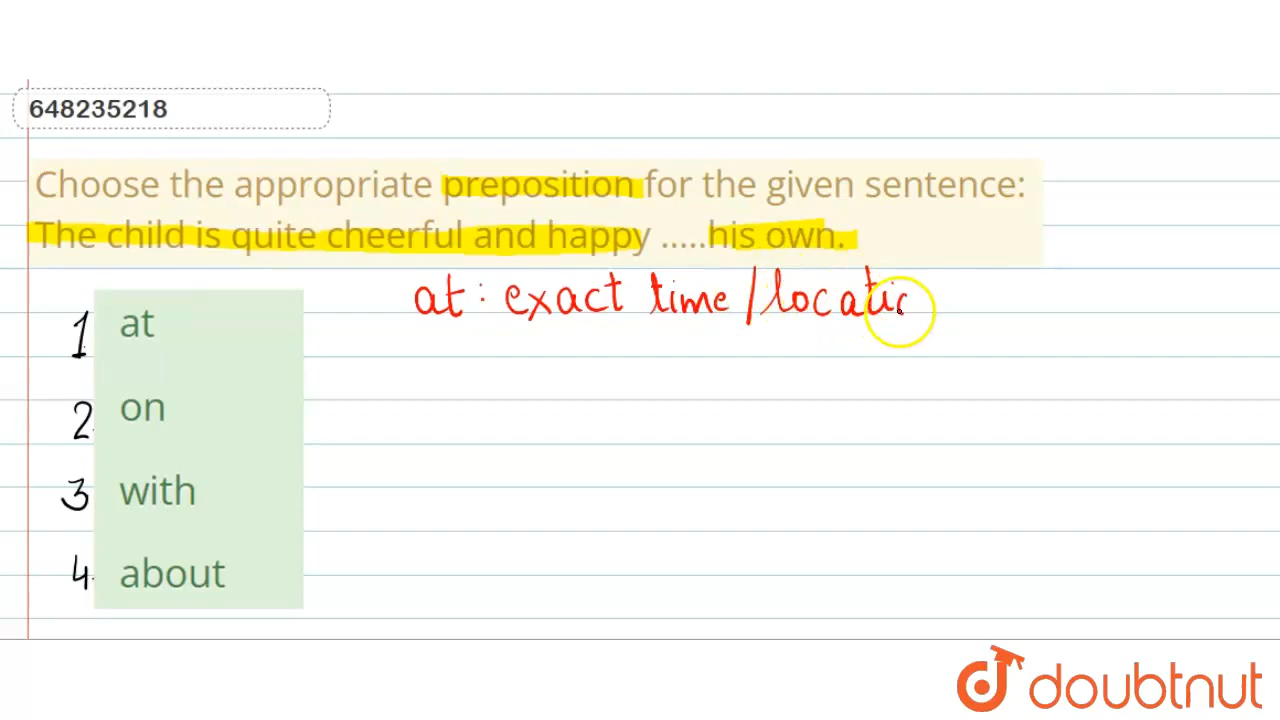 648235218
Choose the appropriate preposition for the given sentence:
The child is quite cheerful and happy .....his own.
at: exact time/locatic
1. at
2. on
3 with
4. about
doubtnut